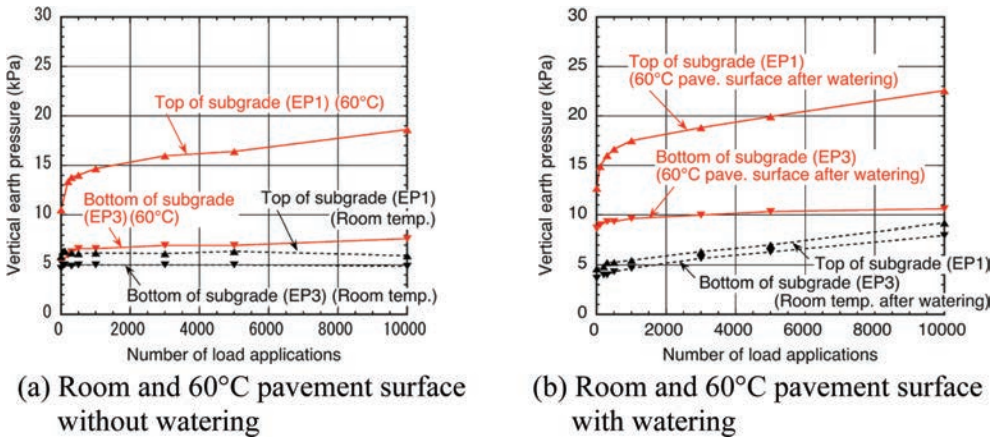 30
25
20
15
10
5
0
Vertical earth pressure (kPa)
Top of subgrade (EP1) (60°C)
Bottom of subgrade
(EP3) (60°C)
Top of subgrade (EP1)
(Room temp.)
Bottom of subgrade (EP3) (Room temp.)
0 2000 4000 6000 8000 10000
Number of load applications
(a) Room and 60°C pavement surface
without watering
30
25
20
15
10
5
0
Vertical earth pressure (kPa)
Top of subgrade (EP1)
(60°C pave. surface after watering)
Bottom of subgrade (EP3)
(60°C pave. surface after watering)
Top of subgrade (EP1)
Bottom of subgrade (EP3)
(Room temp. after watering)
0 2000 4000 6000 8000 10000
Number of load applications
(b) Room and 60°C pavement surface
with watering